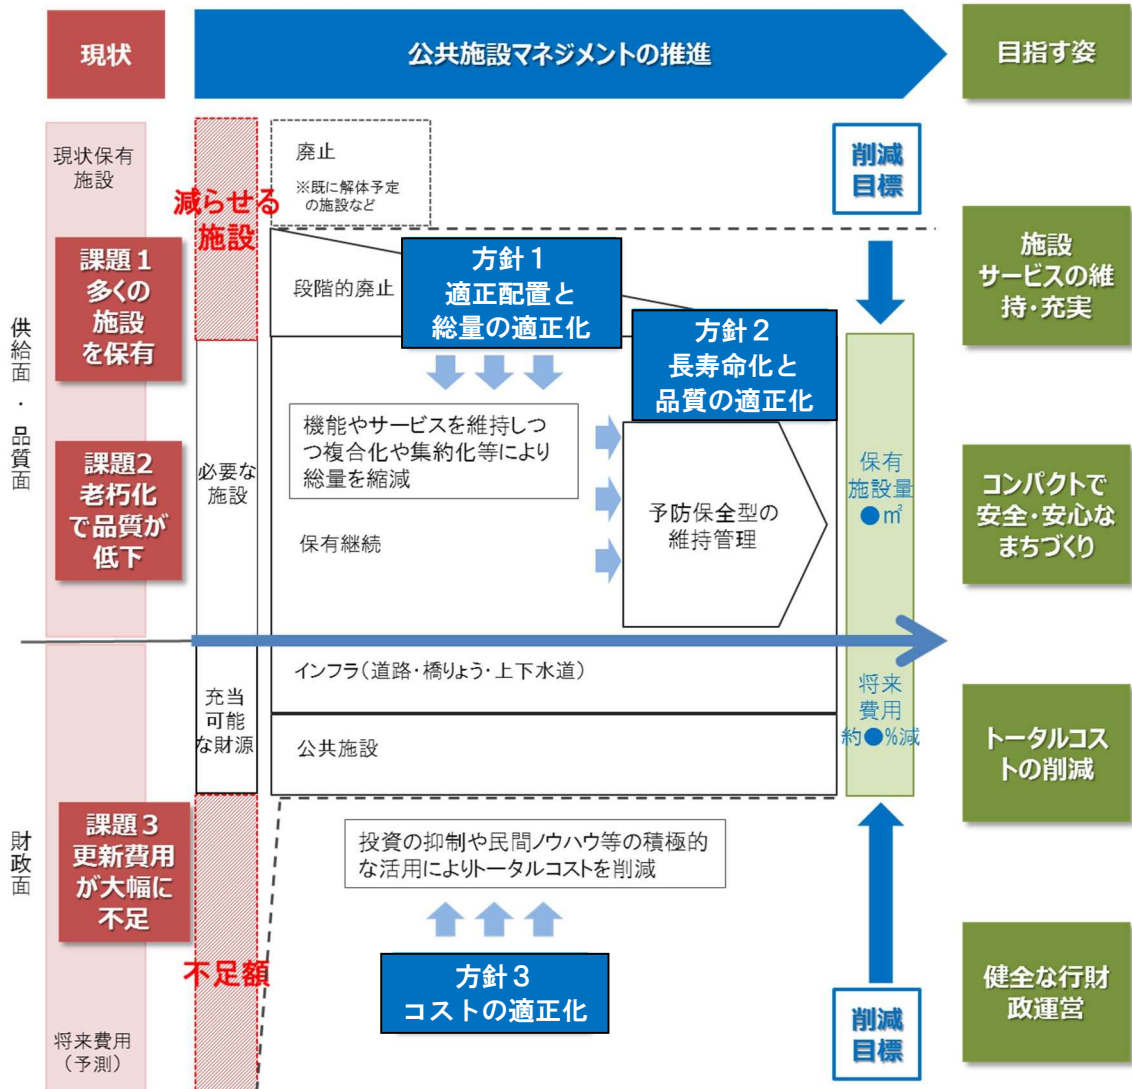 現状
公共施設マネジメントの推進
目指す姿
現状保有
施設
減らせる
施設
廃止
※既に解体予定
の施設など
削減
目標
課題１
多くの
施設
を保有
段階的廃止
方針１
適正配置と
総量の適正化
方針２
長寿命化と
品質の適正化
施設
サービスの維
持・充実
供給面・品質面
課題2
老朽化
で品質が
低下
必要な
施設
機能やサービスを維持しつ
つ複合化や集約化等により
総量を縮減
保有継続
予防保全型の
維持管理
保有
施設量
●㎡
コンパクトで
安全・安心な
まちづくり
充当
可能
な財源
インフラ（道路・橋りょう・上下水道）
公共施設
将来
費用
約●%減
トータルコス
トの削減
財政面
課題３
更新費用
が大幅に
不足
投資の抑制や民間ノウハウ等の積極的
な活用によりトータルコストを削減
不足額
方針３
コストの適正化
健全な行財
政運営
将来費用
（予測）
削減
目標